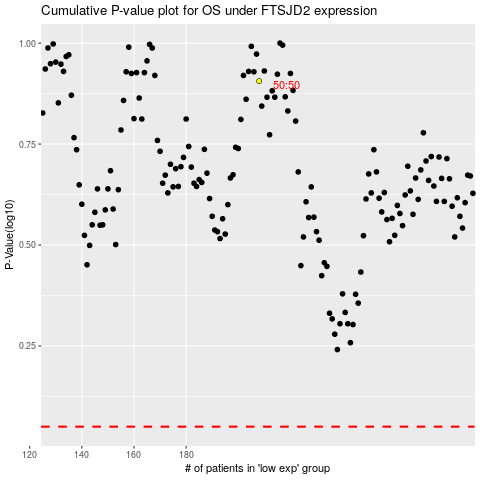 Cumulative P-value plot for OS under FTSJD2 expression
1.00
0.75
0.50
0.25
50:50
P-Value(log10)
120 140 160 180
# of patients in 'low exp' group